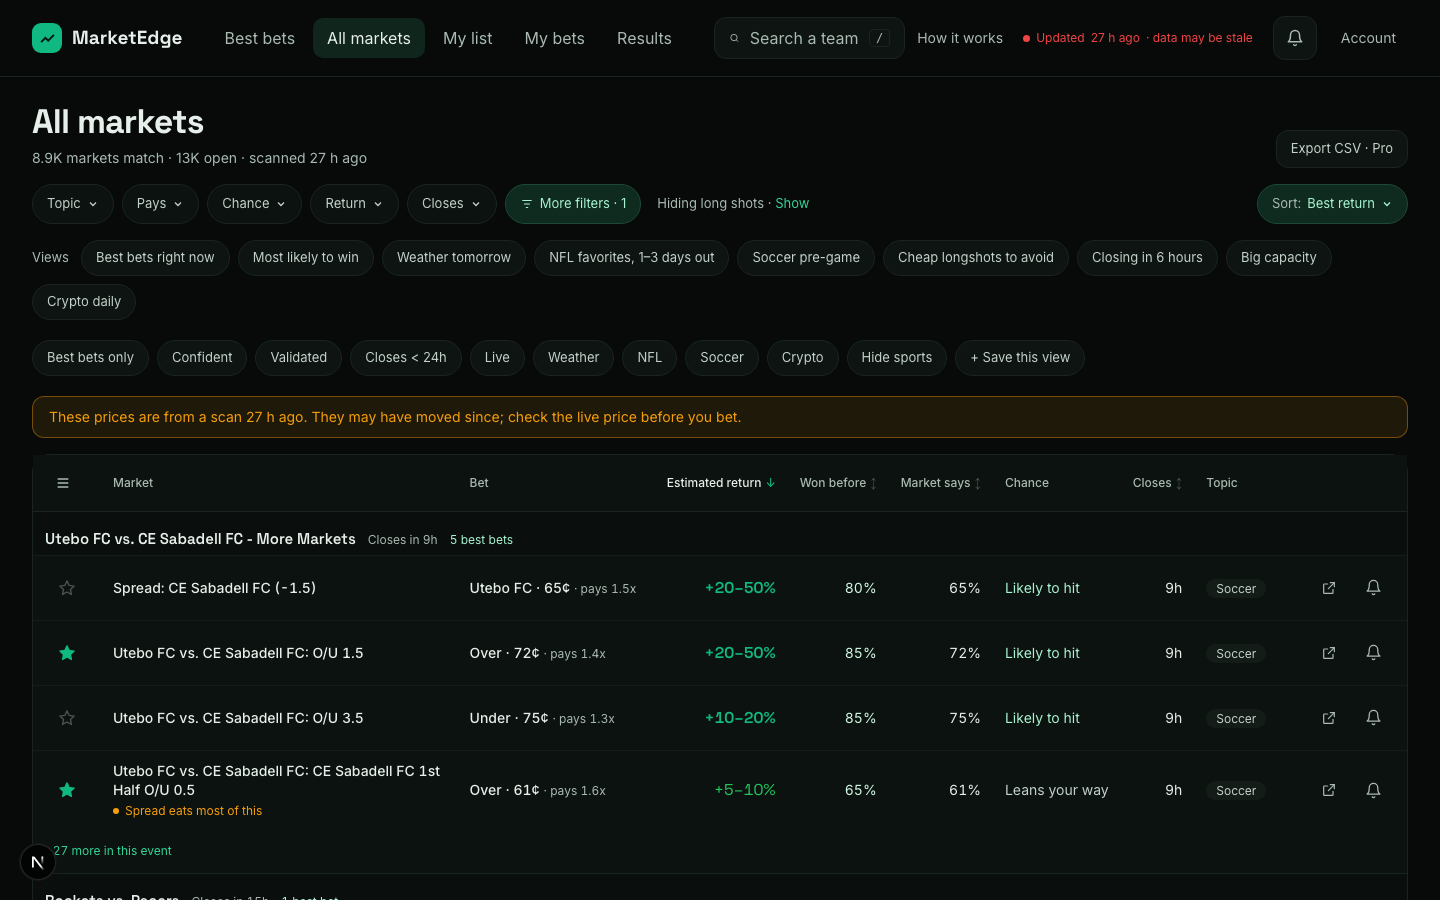 MarketEdge Best bets All markets My list My bets Results Search a team / How it works Updated 27 h ago · data may be stale Account
All markets
8.9K markets match · 13K open · scanned 27 h ago
Export CSV · Pro
Topic Pays Chance Return Closes More filters · 1 Hiding long shots · Show Sort: Best return
Views Best bets right now Most likely to win Weather tomorrow NFL favorites, 1–3 days out Soccer pre-game Cheap longshots to avoid Closing in 6 hours Big capacity
Crypto daily
Best bets only Confident Validated Closes < 24h Live Weather NFL Soccer Crypto Hide sports + Save this view
These prices are from a scan 27 h ago. They may have moved since; check the live price before you bet.
Market Bet Estimated return ↓ Won before Market says Chance Closes Topic
Utebo FC vs. CE Sabadell FC - More Markets Closes in 9h 5 best bets
Spread: CE Sabadell FC (-1.5) Utebo FC · 65¢ · pays 1.5x +20–50% 80% 65% Likely to hit 9h Soccer
Utebo FC vs. CE Sabadell FC: O/U 1.5 Over · 72¢ · pays 1.4x +20–50% 85% 72% Likely to hit 9h Soccer
Utebo FC vs. CE Sabadell FC: O/U 3.5 Under · 75¢ · pays 1.3x +10–20% 85% 75% Likely to hit 9h Soccer
Utebo FC vs. CE Sabadell FC: CE Sabadell FC 1st
Half O/U 0.5 Over · 61¢ · pays 1.6x +5–10% 65% 61% Leans your way 9h Soccer
Spread eats most of this
27 more in this event
N
Rockets vs. Pacers Closes in 15h 1 best bet